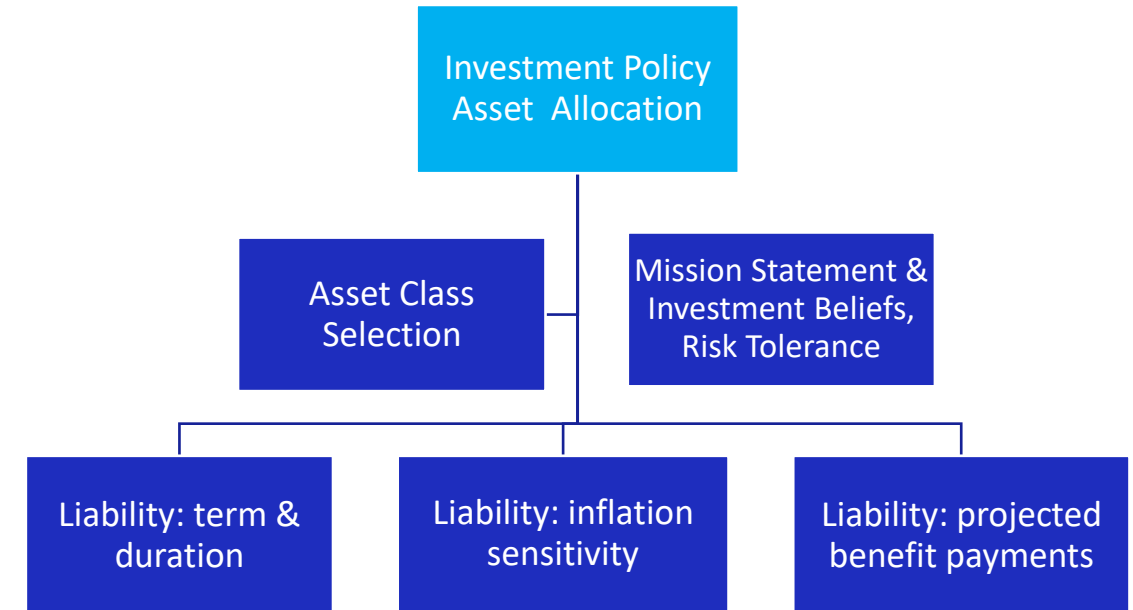 Investment Policy
Asset Allocation
Asset Class
Selection
Mission Statement &
Investment Beliefs,
Risk Tolerance
Liability: term &
duration
Liability: inflation
sensitivity
Liability: projected
benefit payments